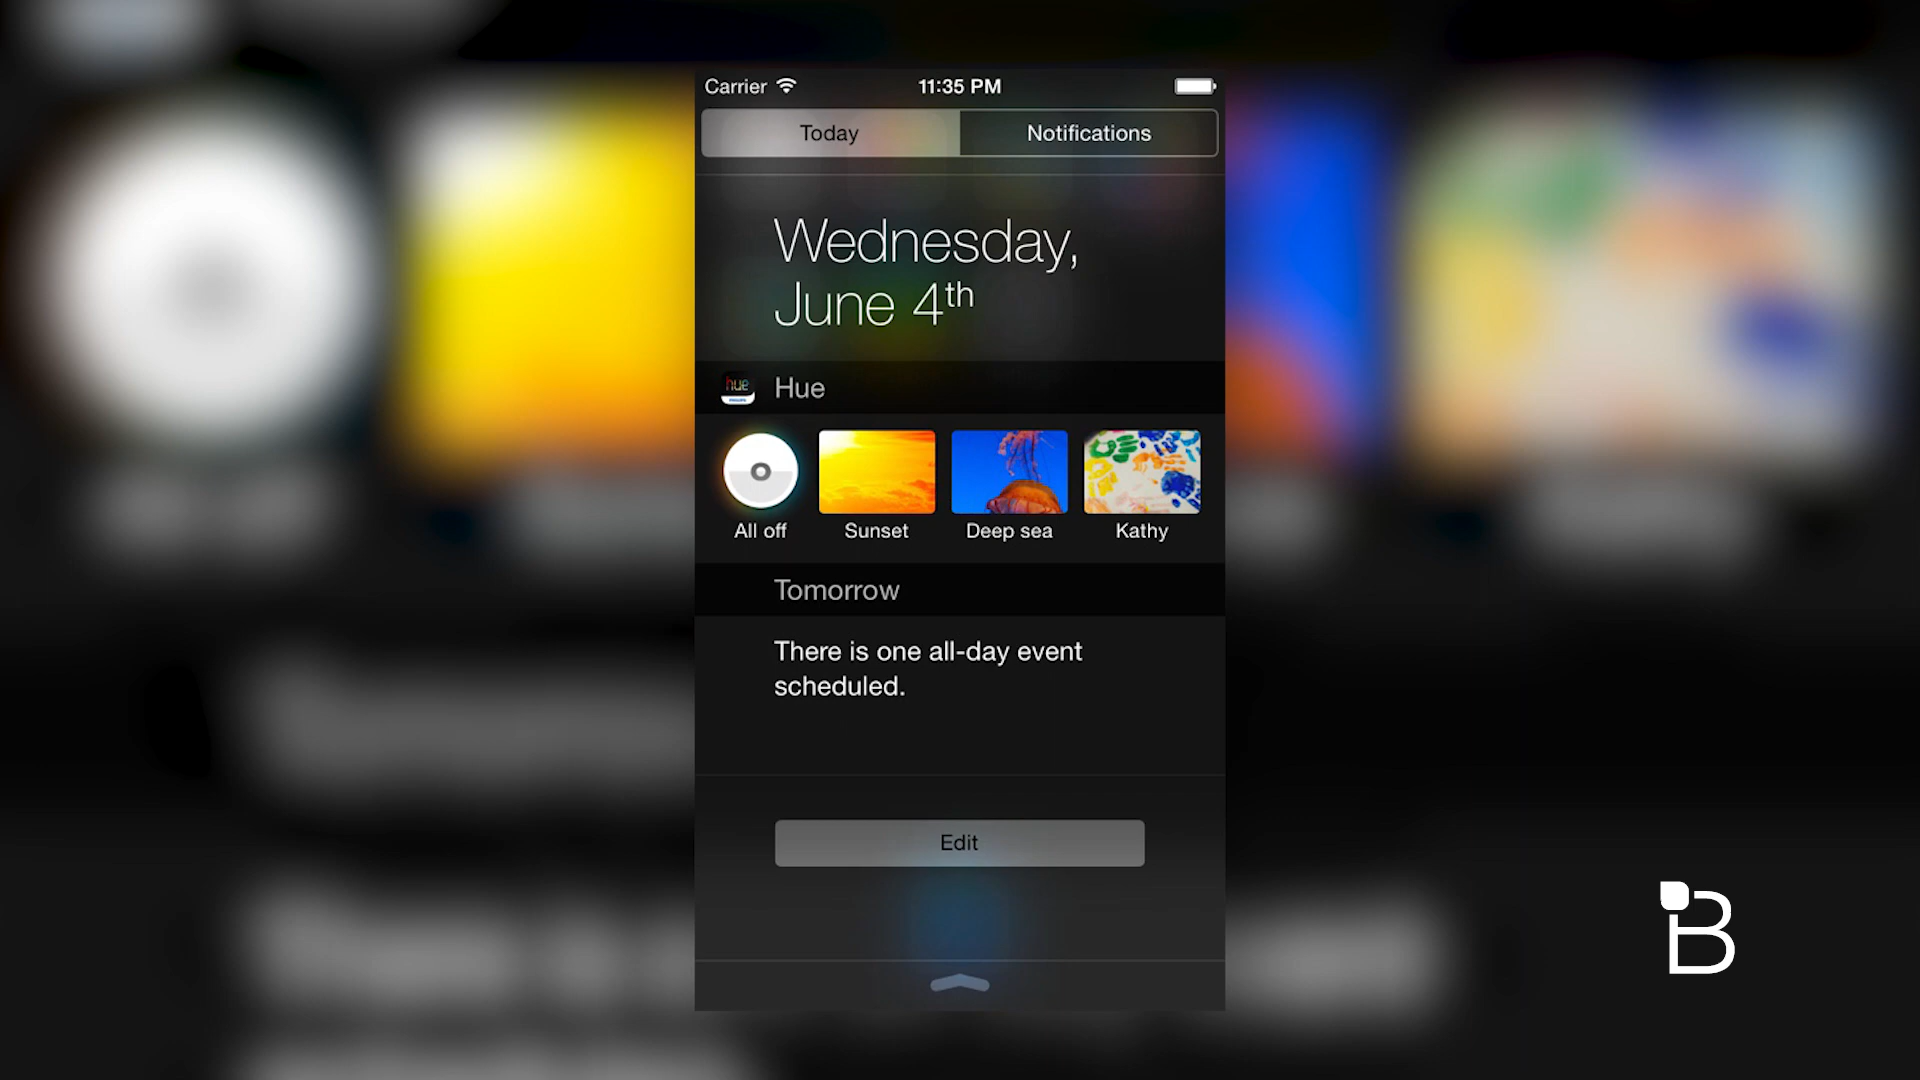 Carrier 11:35 PM
Today Notifications
Wednesday,
June 4th
hue Hue
All off Sunset Deep sea Kathy
Tomorrow
There is one all-day event
scheduled.
Edit
B